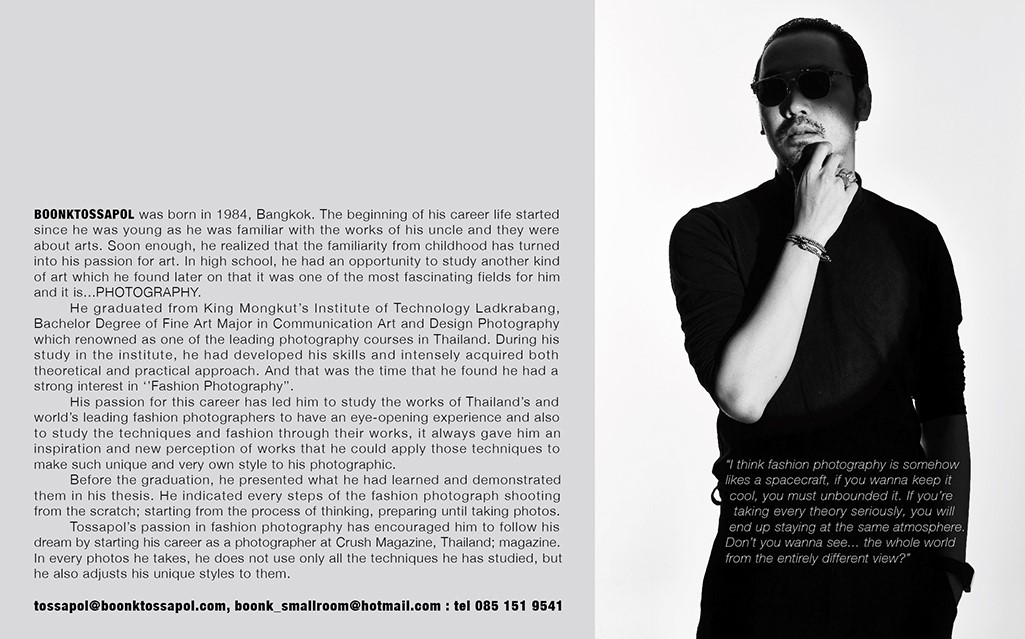 BOONKTOSSAPOL was born in 1984, Bangkok. The beginning of his career life started
since he was young as he was familiar with the works of his uncle and they were
about arts. Soon enough, he realized that the familiarity from childhood has turned
into his passion for art. In high school, he had an opportunity to study another kind
of art which he found later on that it was one of the most fascinating fields for him
and it is...PHOTOGRAPHY.
He graduated from King Mongkut's Institute of Technology Ladkrabang,
Bachelor Degree of Fine Art Major in Communication Art and Design Photography
which renowned as one of the leading photography courses in Thailand. During his
study in the institute, he had developed his skills and intensely acquired both
theoretical and practical approach. And that was the time that he found he had a
strong interest in ‘'Fashion Photography”.
His passion for this career has led him to study the works of Thailand's and
world's leading fashion photographers to have an eye-opening experience and also
to study the techniques and fashion through their works, it always gave him an
inspiration and new perception of works that he could apply those techniques to
make such unique and very own style to his photographic.
Before the graduation, he presented what he had learned and demonstrated
them in his thesis. He indicated every steps of the fashion photograph shooting
from the scratch; starting from the process of thinking, preparing until taking photos.
Tossapol's passion in fashion photography has encouraged him to follow his
dream by starting his career as a photographer at Crush Magazine, Thailand; magazine.
In every photos he takes, he does not use only all the techniques he has studied, but
he also adjusts his unique styles to them.
tossapol@boonktossapol.com, boonk_smallroom@hotmail.com : tel 085 151 9541
"I think fashion photography is somehow
likes a spacecraft, if you wanna keep it
cool, you must unbounded it. If you're
taking every theory seriously, you will
end up staying at the same atmosphere.
Don't you wanna see... the whole world
from the entirely different view?"